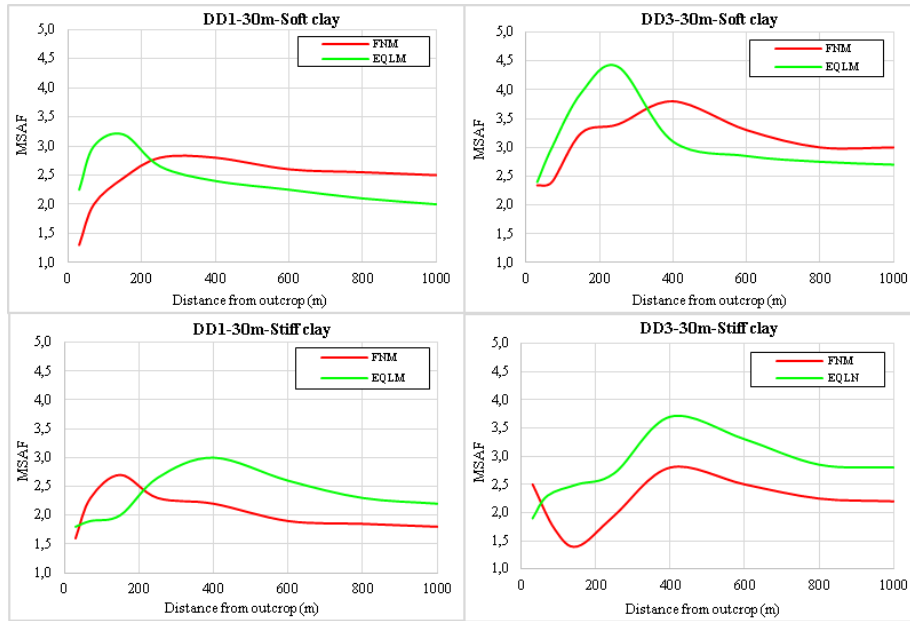 DD1-30m-Soft clay
FNM
EQLM
5,0
4,5
4,0
3,5
3,0
2,5
2,0
1,5
1,0
MSAF
0 200 400 600 800 1000
Distance from outcrop (m)
DD3-30m-Soft clay
FNM
EQLM
5,0
4,5
4,0
3,5
3,0
2,5
2,0
1,5
1,0
MSAF
0 200 400 600 800 1000
Distance from outcrop (m)
DD1-30m-Stiff clay
FNM
EQLM
5,0
4,5
4,0
3,5
3,0
2,5
2,0
1,5
1,0
MSAF
0 200 400 600 800 1000
Distance from outcrop (m)
DD3-30m-Stiff clay
FNM
EQLN
5,0
4,5
4,0
3,5
3,0
2,5
2,0
1,5
1,0
MSAF
0 200 400 600 800 1000
Distance from outcrop (m)